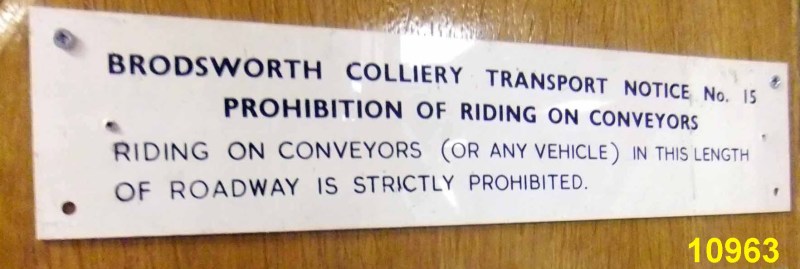 BRODSWORTH COLLIERY TRANSPORT NOTICE No. 15
PROHIBITION OF RIDING ON CONVEYORS
RIDING ON CONVEYORS (OR ANY VEHICLE) IN THIS LENGTH
OF ROADWAY IS STRICTLY PROHIBITED.
10963